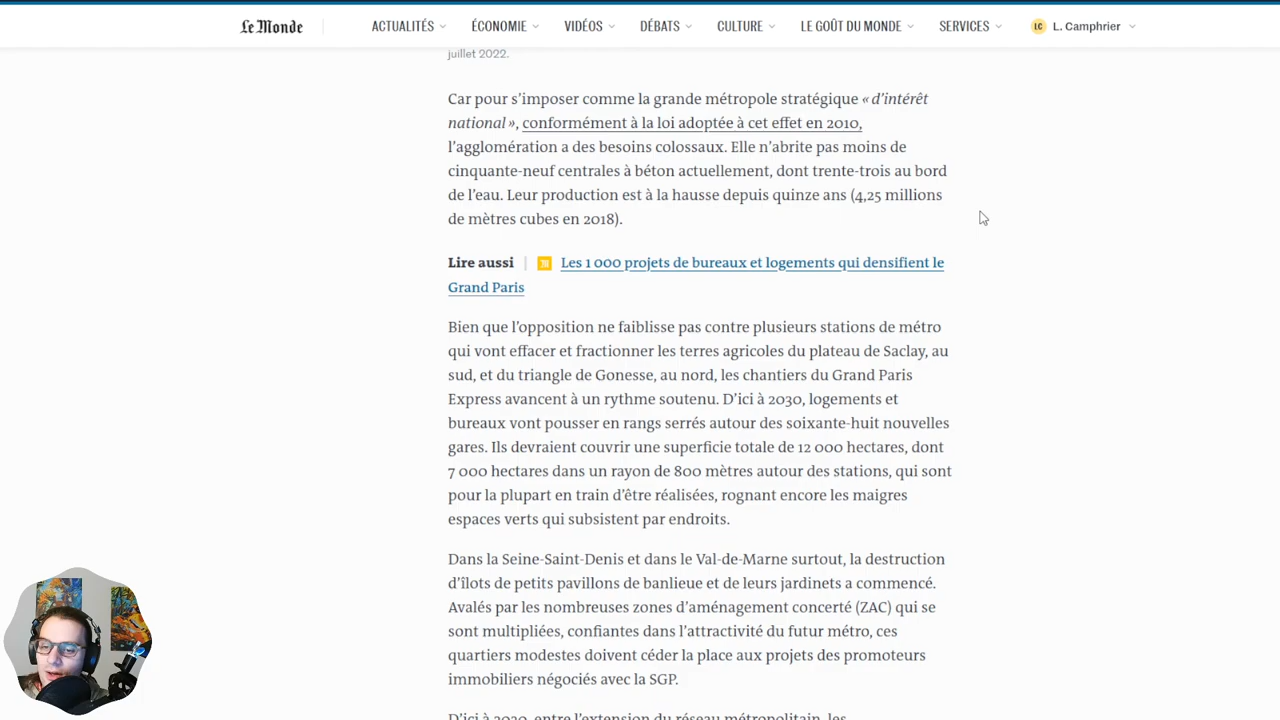 Le Monde
ACTUALITÉS ÉCONOMIE VIDÉOS DÉBATS CULTURE LE GOÛT DU MONDE SERVICES LC L. Camphrier
juillet 2022.
Car pour s’imposer comme la grande métropole stratégique « d’intérêt
national », conformément à la loi adoptée à cet effet en 2010,
l’agglomération a des besoins colossaux. Elle n’abrite pas moins de
cinquante-neuf centrales à béton actuellement, dont trente-trois au bord
de l’eau. Leur production est à la hausse depuis quinze ans (4,25 millions
de mètres cubes en 2018).
Lire aussi | M Les 1 000 projets de bureaux et logements qui densifient le
Grand Paris
Bien que l’opposition ne faiblisse pas contre plusieurs stations de métro
qui vont effacer et fractionner les terres agricoles du plateau de Saclay, au
sud, et du triangle de Gonesse, au nord, les chantiers du Grand Paris
Express avancent à un rythme soutenu. D’ici à 2030, logements et
bureaux vont pousser en rangs serrés autour des soixante-huit nouvelles
gares. Ils devraient couvrir une superficie totale de 12 000 hectares, dont
7 000 hectares dans un rayon de 800 mètres autour des stations, qui sont
pour la plupart en train d’être réalisées, rognant encore les maigres
espaces verts qui subsistent par endroits.
Dans la Seine-Saint-Denis et dans le Val-de-Marne surtout, la destruction
d’îlots de petits pavillons de banlieue et de leurs jardinets a commencé.
Avalés par les nombreuses zones d’aménagement concerté (ZAC) qui se
sont multipliées, confiantes dans l’attractivité du futur métro, ces
quartiers modestes doivent céder la place aux projets des promoteurs
immobiliers négociés avec la SGP.
D’ici à 2030, entre l’extension du réseau métropolitain, les